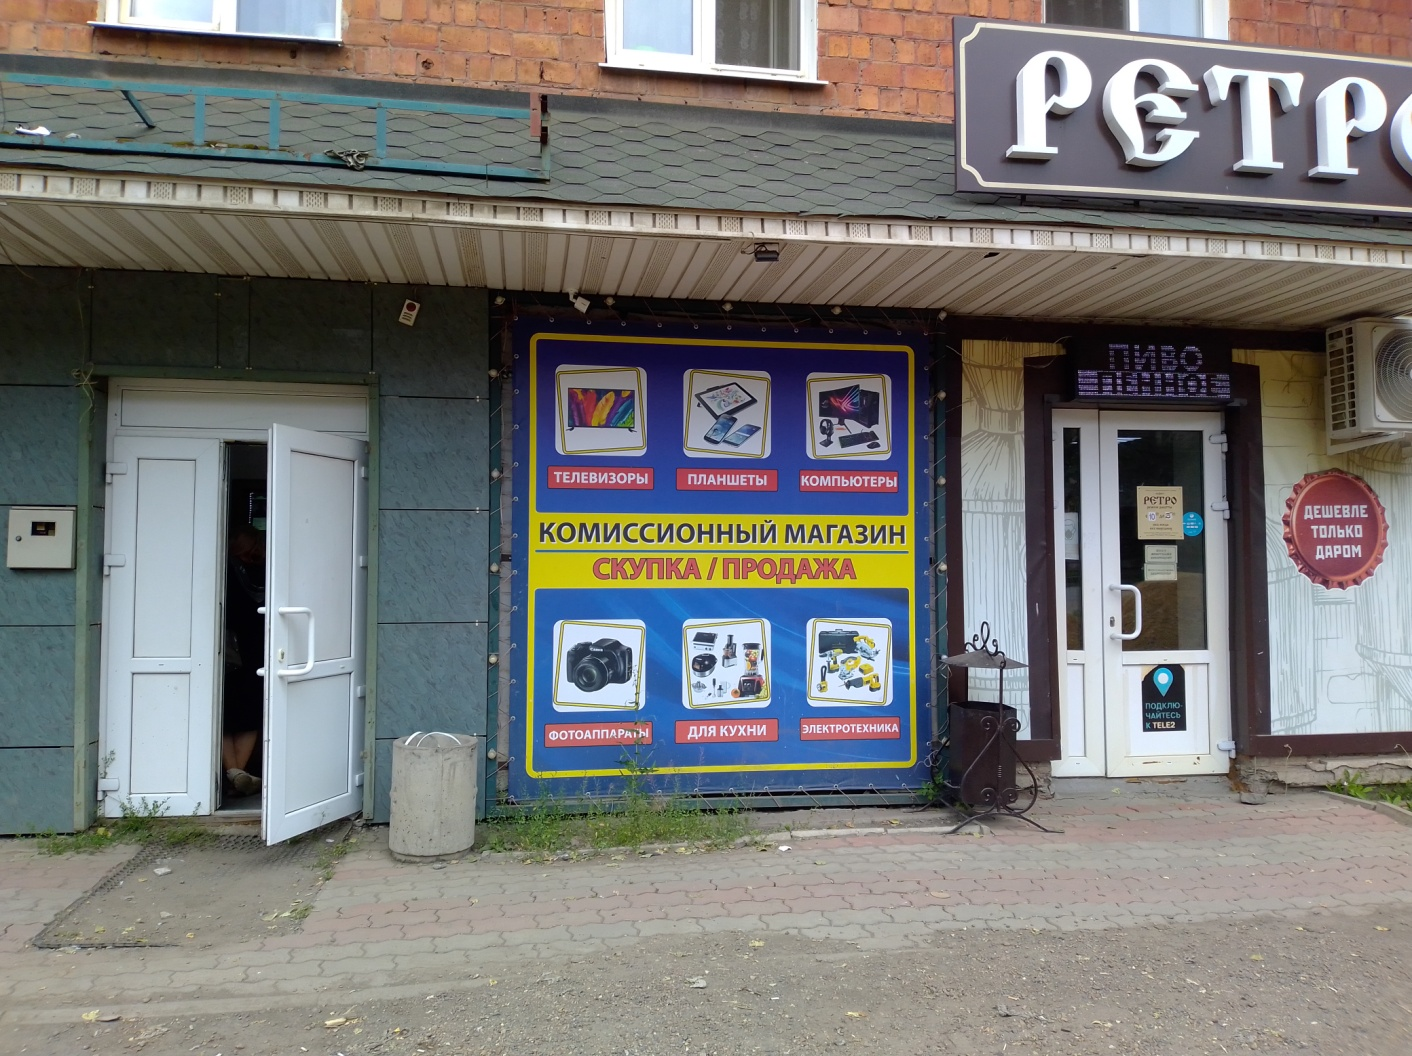 РЕТРО
ПИВО
ТЕЛЕВИЗОРЫ
ПЛАНШЕТЫ
КОМПЬЮТЕРЫ
КОМИССИОННЫЙ МАГАЗИН
СКУПКА / ПРОДАЖА
ФОТОАППАРАТЫ
ДЛЯ КУХНИ
ЭЛЕКТРОТЕХНИКА
РЕТРО
ДЕШЕВЛЕ
ТОЛЬКО
ДАРОМ
ПОДКЛЮ-
ЧАЙТЕСЬ
К TELE2